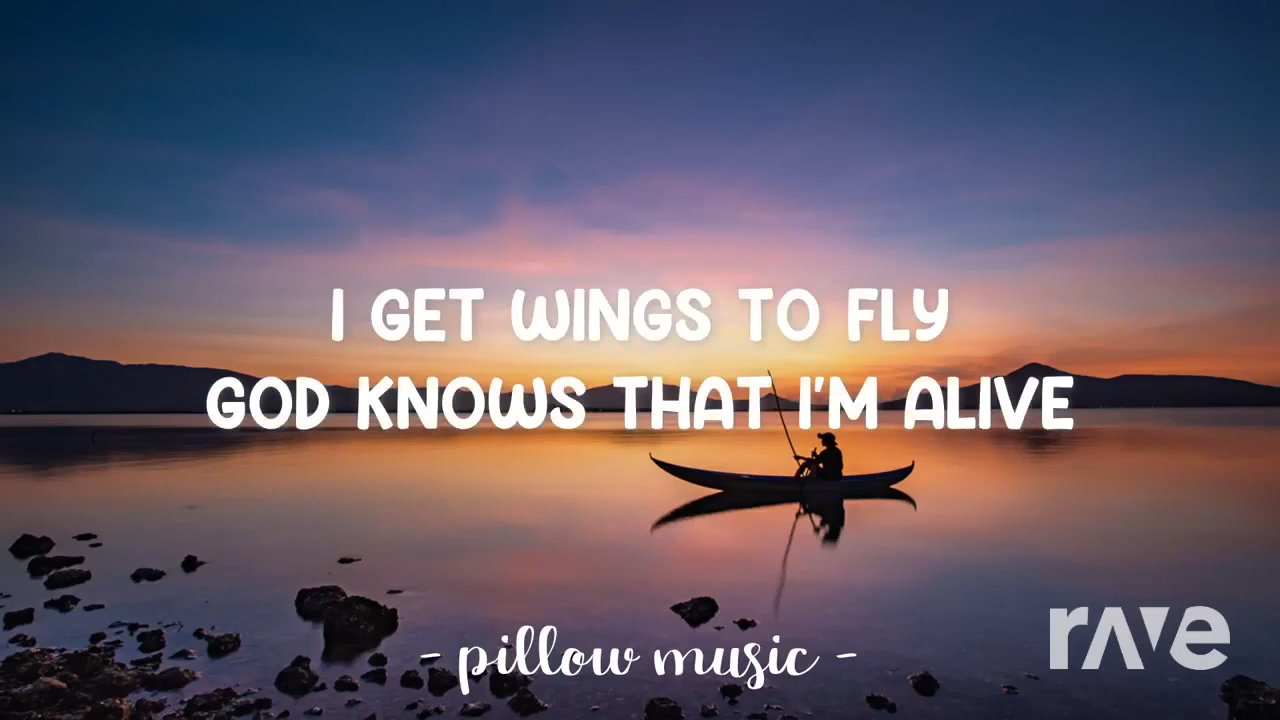 I GET WINGS TO FLY
GOD KNOWS THAT I'M ALIVE
- pillow music -
rave